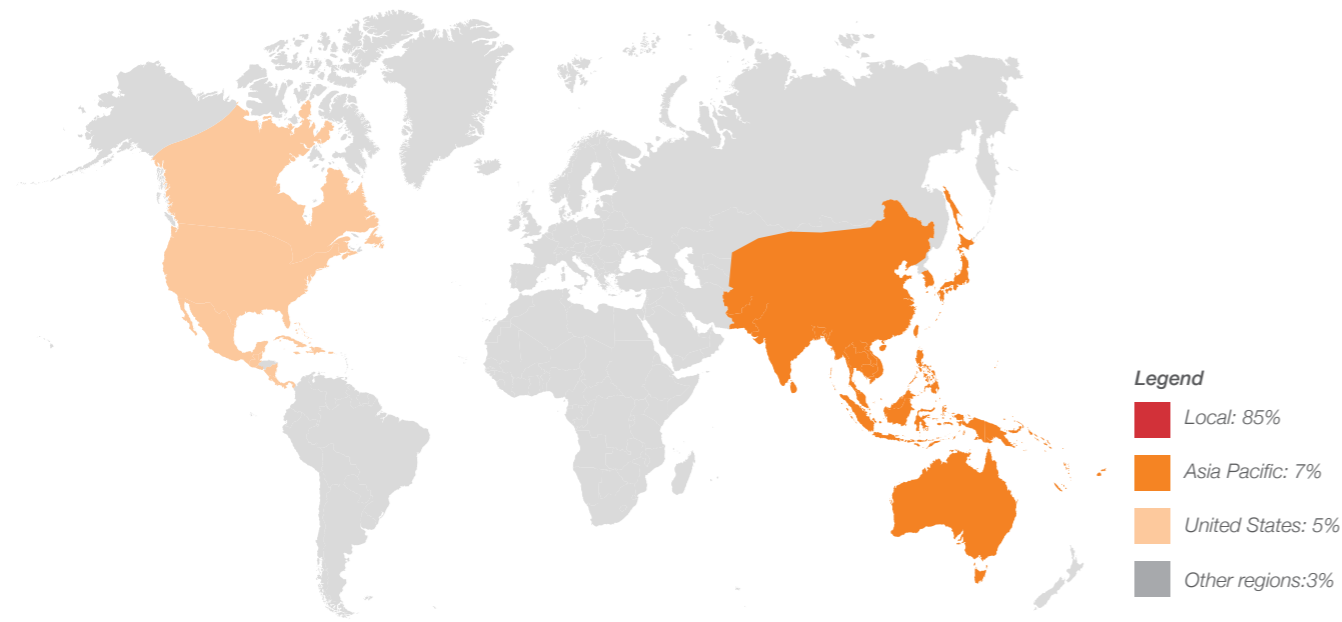 Legend
Local: 85%
Asia Pacific: 7%
United States: 5%
Other regions:3%